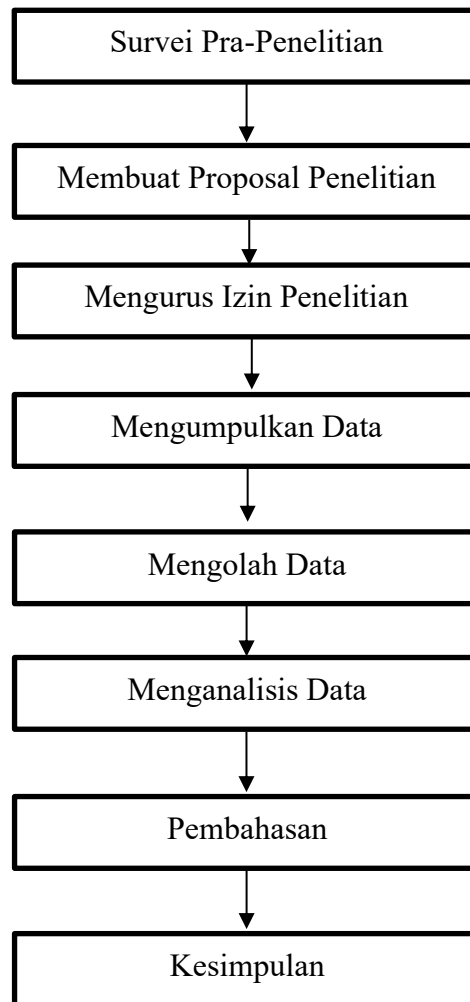 Survei Pra-Penelitian
Membuat Proposal Penelitian
Mengurus Izin Penelitian
Mengumpulkan Data
Mengolah Data
Menganalisis Data
Pembahasan
Kesimpulan